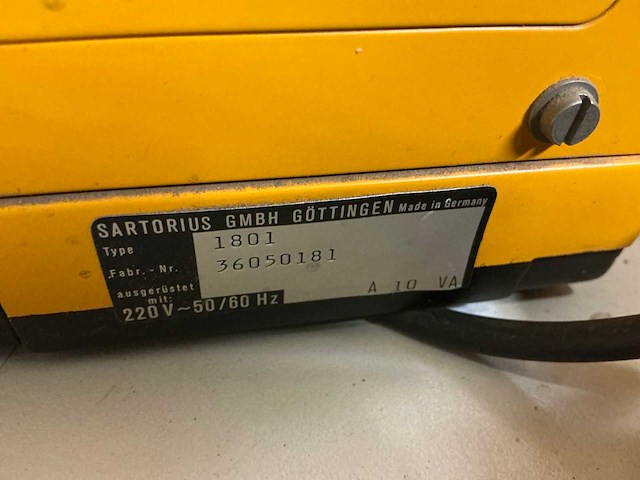 SARTORIUS GMBH GÖTTINGEN Made in Germany
Type 1801
Fabr.-Nr. 36050181
ausgerüstet
mit: A 10 VA
220V~50/60 Hz